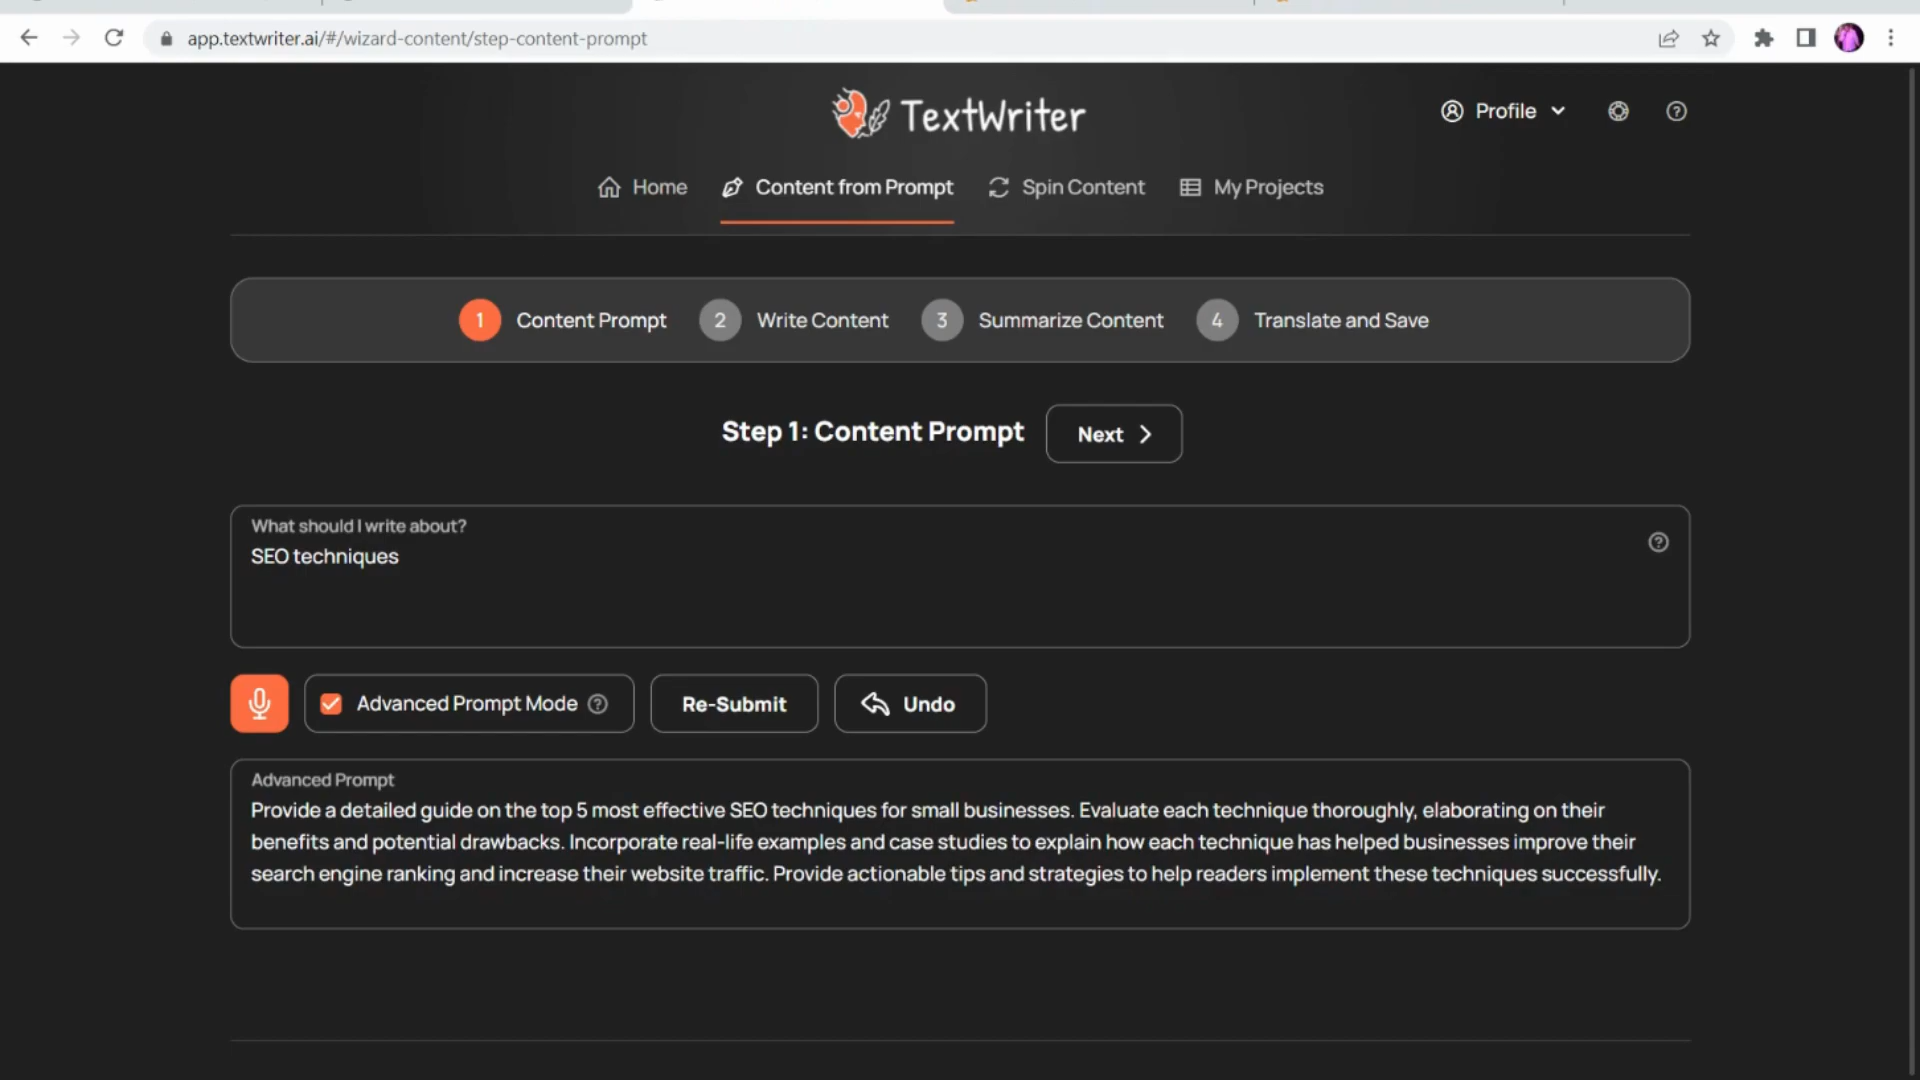 app.textwriter.ai/#/wizard-content/step-content-prompt
TextWriter
Profile
Home
Content from Prompt
Spin Content
My Projects
1 Content Prompt
2 Write Content
3 Summarize Content
4 Translate and Save
Step 1: Content Prompt
Next
What should I write about?
SEO techniques
Advanced Prompt Mode
Re-Submit
Undo
Advanced Prompt
Provide a detailed guide on the top 5 most effective SEO techniques for small businesses. Evaluate each technique thoroughly, elaborating on their
benefits and potential drawbacks. Incorporate real-life examples and case studies to explain how each technique has helped businesses improve their
search engine ranking and increase their website traffic. Provide actionable tips and strategies to help readers implement these techniques successfully.